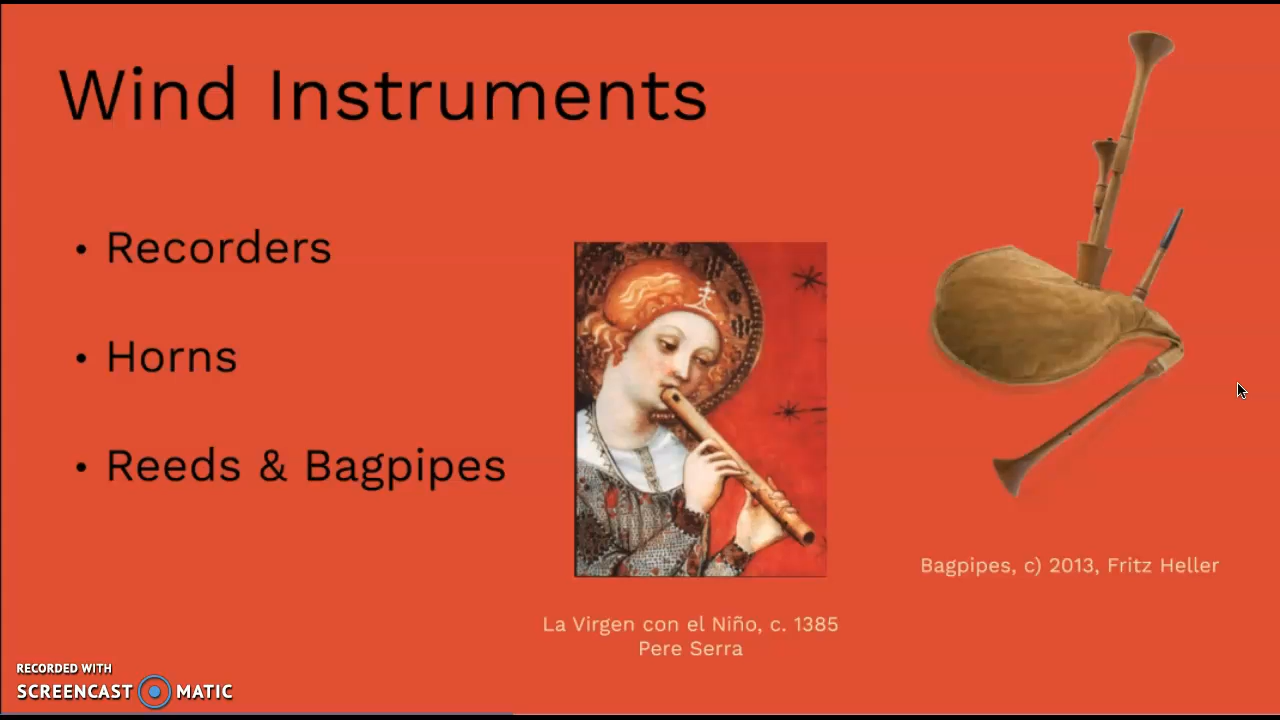 Wind Instruments
• Recorders
• Horns
• Reeds & Bagpipes
Bagpipes, c) 2013, Fritz Heller
La Virgen con el Niño, c. 1385
Pere Serra
RECORDED WITH
SCREENCAST MATIC